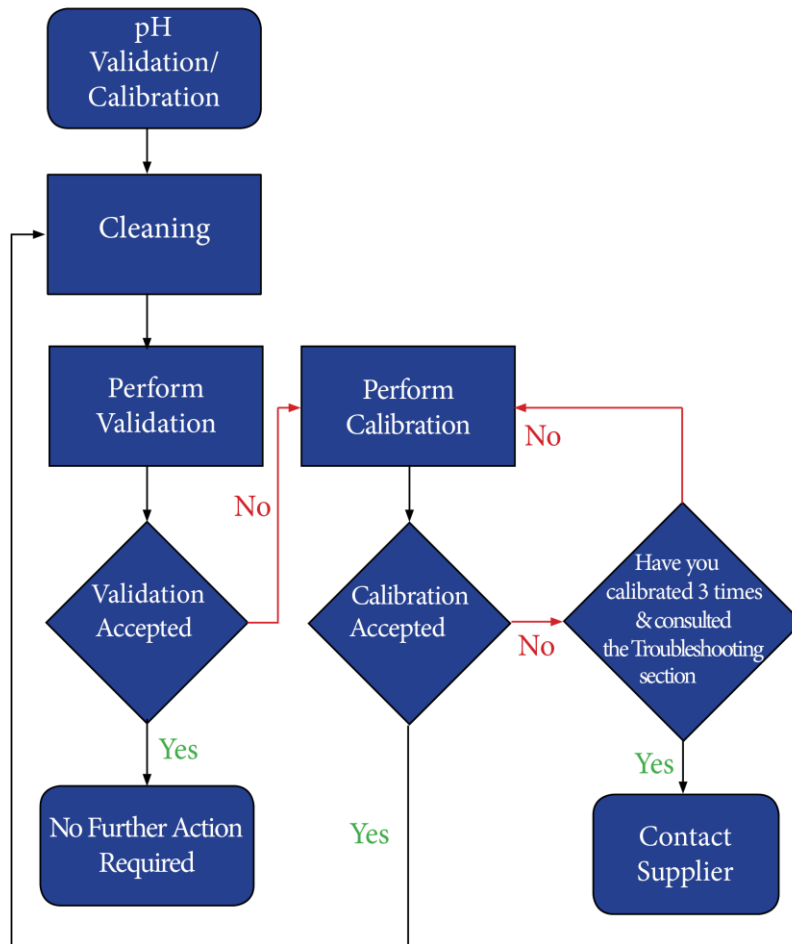 pH
Validation/
Calibration
Cleaning
Perform
Validation
Perform
Calibration
No
No
Validation
Accepted
Calibration
Accepted
No
Have you
calibrated 3 times
& consulted
the Troubleshooting
section
Yes
No Further Action
Required
Yes
Yes
Contact
Supplier